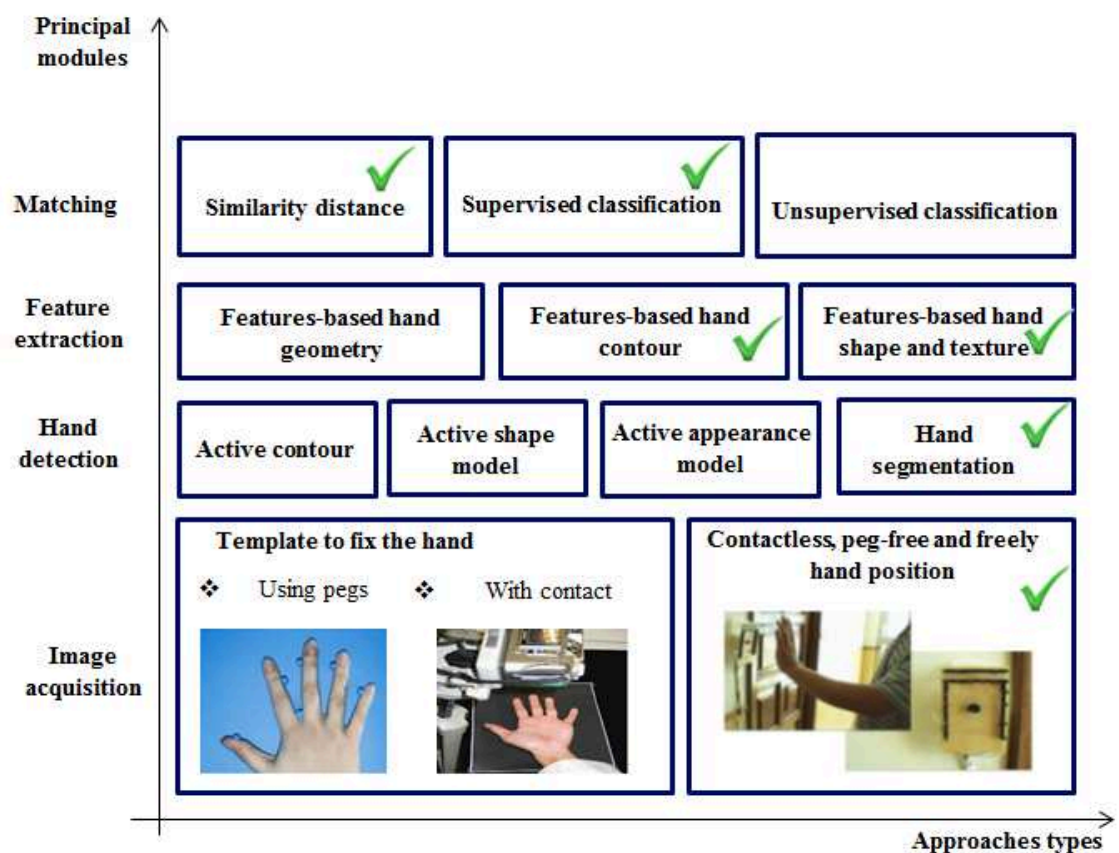 Principal
modules
Matching
Similarity distance
Supervised classification
Unsupervised classification
Feature
extraction
Features-based hand
geometry
Features-based hand
contour
Features-based hand
shape and texture
Hand
detection
Active contour
Active shape
model
Active appearance
model
Hand
segmentation
Image
acquisition
Template to fix the hand
❖ Using pegs ❖ With contact
Contactless, peg-free and freely
hand position
Approaches types